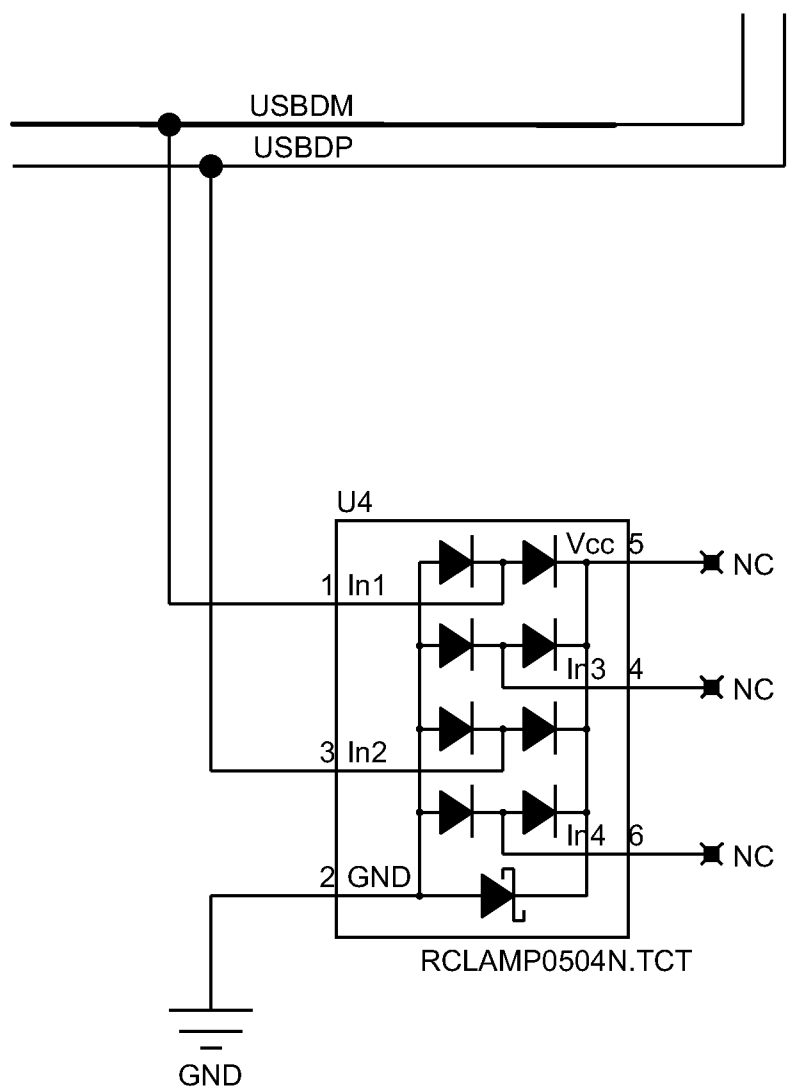 USBDM
USBDP
U4
Vcc 5
NC
1 In1
In3 4
NC
3 In2
In4 6
NC
2 GND
RCLAMP0504N.TCT
GND